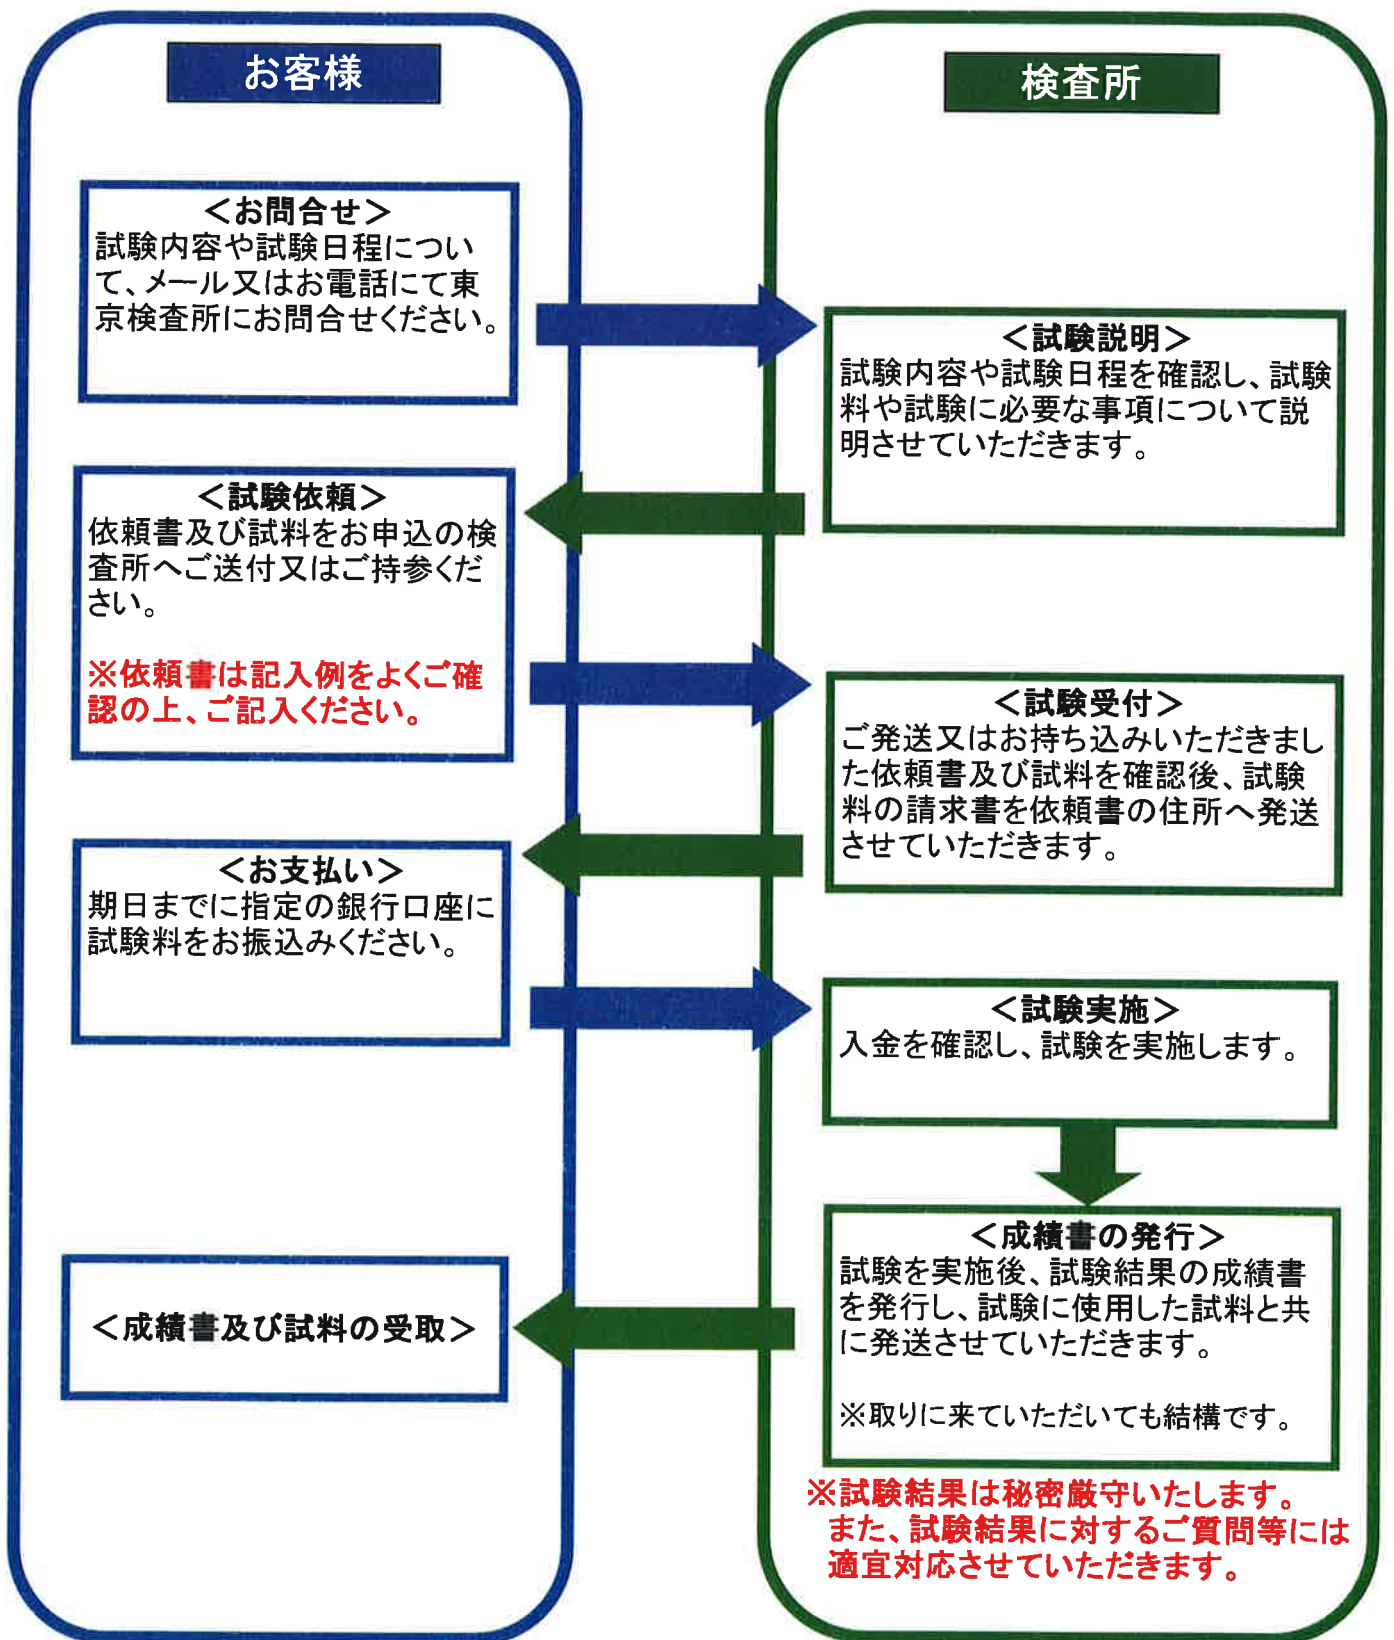 お客様
検査所
＜お問合せ＞
試験内容や試験日程につい
て、メール又はお電話にて東
京検査所にお問合せください。
＜試験説明＞
試験内容や試験日程を確認し、試験
料や試験に必要な事項について説
明させていただきます。
＜試験依頼＞
依頼書及び試料をお申込の検
査所へご送付又はご持参くだ
さい。
※依頼書は記入例をよくご確
認の上、ご記入ください。
＜試験受付＞
ご発送又はお持ち込みいただきまし
た依頼書及び試料を確認後、試験
料の請求書を依頼書の住所へ発送
させていただきます。
＜お支払い＞
期日までに指定の銀行口座に
試験料をお振込みください。
＜試験実施＞
入金を確認し、試験を実施します。
＜成績書の発行＞
試験を実施後、試験結果の成績書
を発行し、試験に使用した試料と共
に発送させていただきます。
※取りに来ていただいても結構です。
＜成績書及び試料の受取＞
※試験結果は秘密厳守いたします。
また、試験結果に対するご質問等には
適宜対応させていただきます。